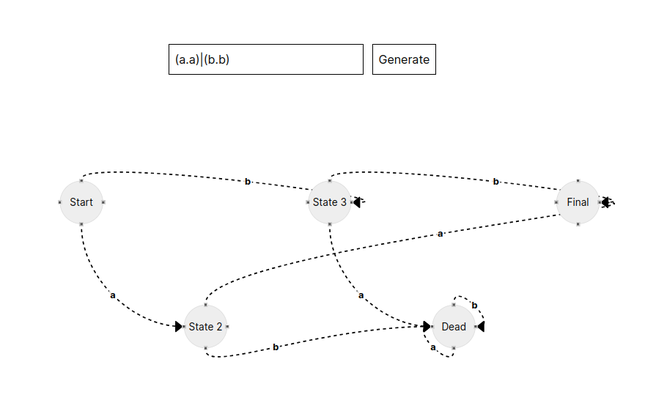 (a.a)|(b.b)
Generate
b
b
Start
State 3
Final
a
a
a
b
State 2
Dead
b
a